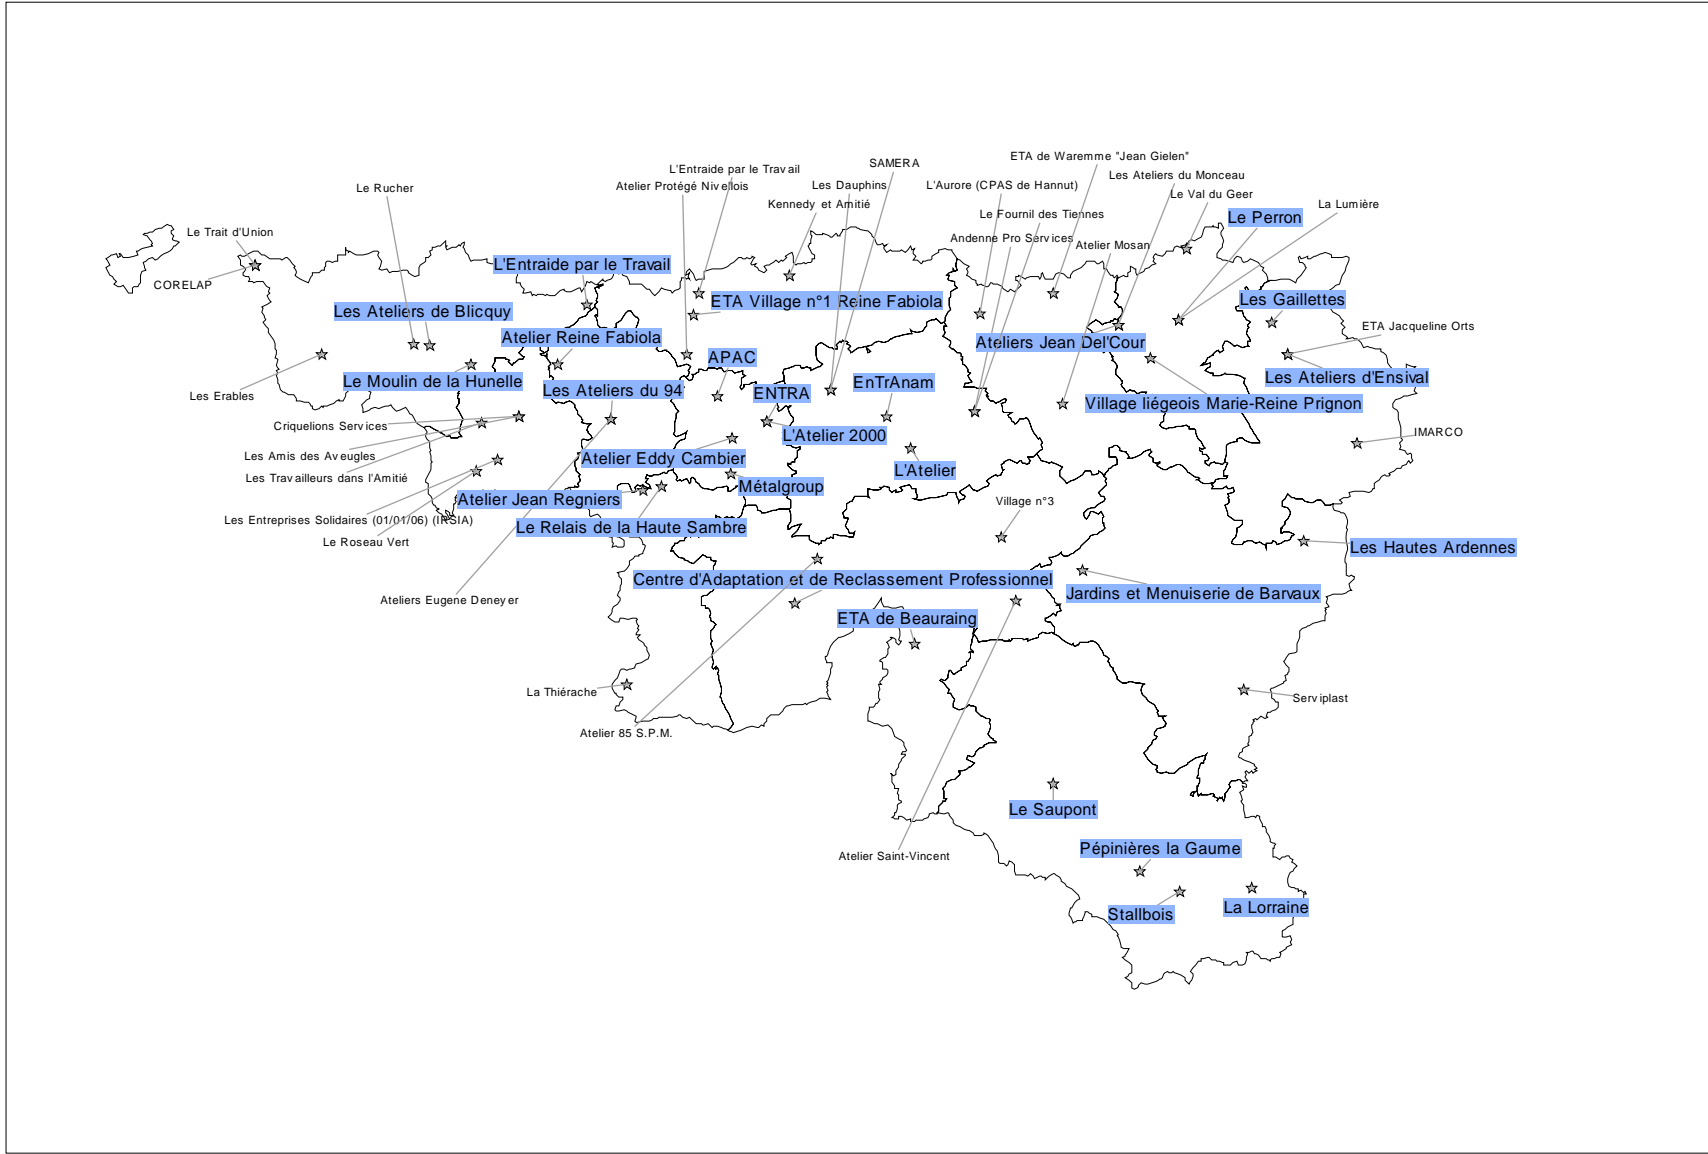 ETA de Waremme "Jean Gielen"
SAMERA
L'Entraide par le Travail
Les Ateliers du Monceau
Atelier Protégé Nivellois
Les Dauphins
L'Aurore (CPAS de Hannut)
Le Rucher
Le Val du Geer
Kennedy et Amitié
La Lumière
Le Fournil des Tiennes
Le Perron
Le Trait d'Union
Andenne Pro Services
Atelier Mosan
L'Entraide par le Travail
CORELAP
Les Gaillettes
ETA Village n°1 Reine Fabiola
Les Ateliers de Blicquy
ETA Jacqueline Orts
Atelier Reine Fabiola
Ateliers Jean Del'Cour
APAC
Les Ateliers d'Ensival
Le Moulin de la Hunelle
EnTrAnam
Les Ateliers du 94
ENTRA
Les Erables
Village liégeois Marie-Reine Prignon
Criquelions Services
L'Atelier 2000
IMARCO
Les Amis des Aveugles
Atelier Eddy Cambier
L'Atelier
Les Travailleurs dans l'Amitié
Métalgroup
Atelier Jean Regniers
Village n°3
Les Entreprises Solidaires (01/01/06) (IRSIA)
Le Relais de la Haute Sambre
Le Roseau Vert
Les Hautes Ardennes
Centre d'Adaptation et de Reclassement Professionnel
Jardins et Menuiserie de Barvaux
Ateliers Eugene Deneyer
ETA de Beauraing
La Thiérache
Serviplast
Atelier 85 S.P.M.
Le Saupont
Pépinières la Gaume
Atelier Saint-Vincent
La Lorraine
Stallbois